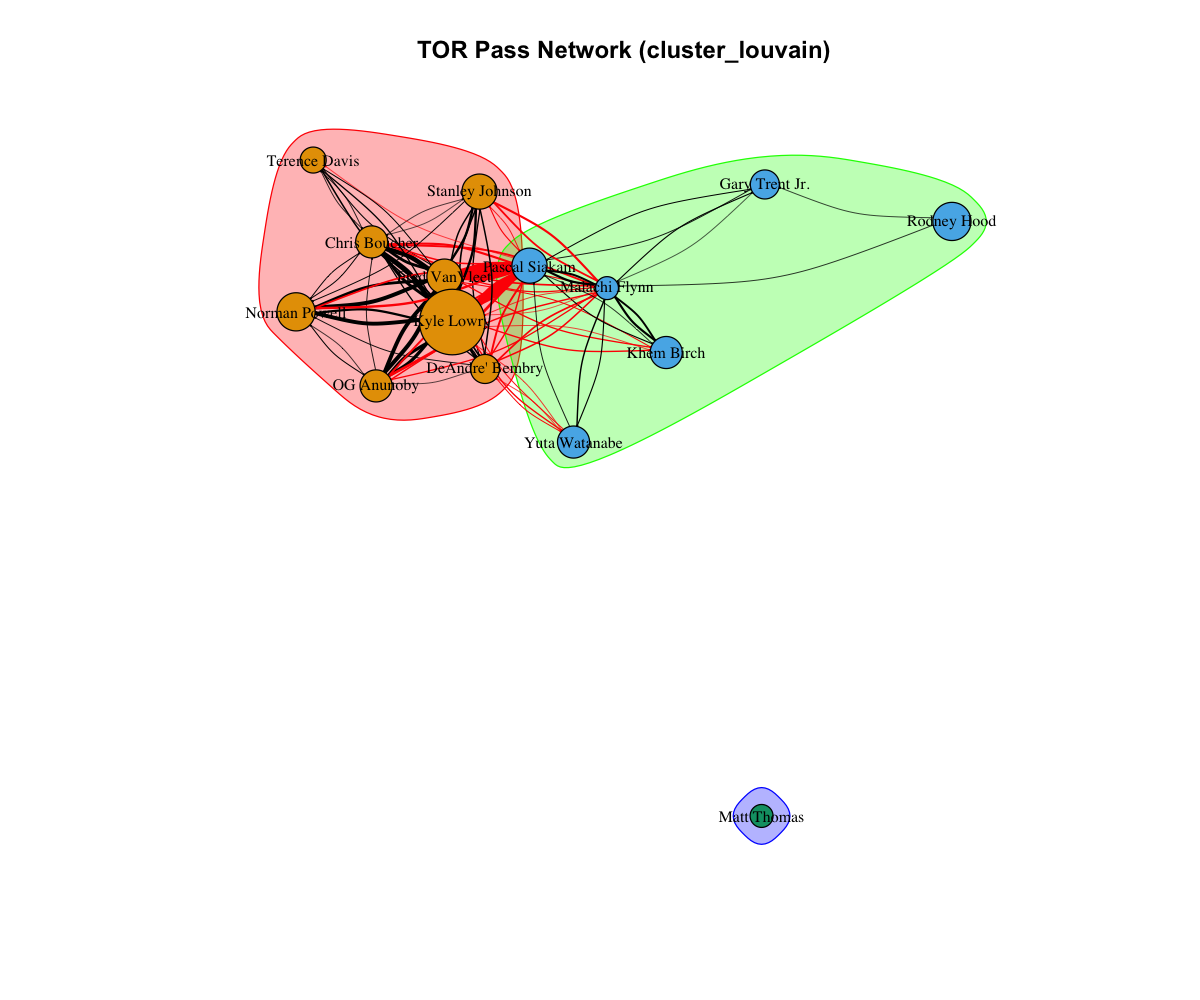 TOR Pass Network (cluster_louvain)
Terence Davis
Stanley Johnson
Gary Trent Jr.
Rodney Hood
Chris Boucher
Pascal Siakam
VanVleet
Malachi Flynn
Norman Powell
Kyle Lowry
Khem Birch
DeAndre' Bembry
OG Anunoby
Yuta Watanabe
Matt Thomas